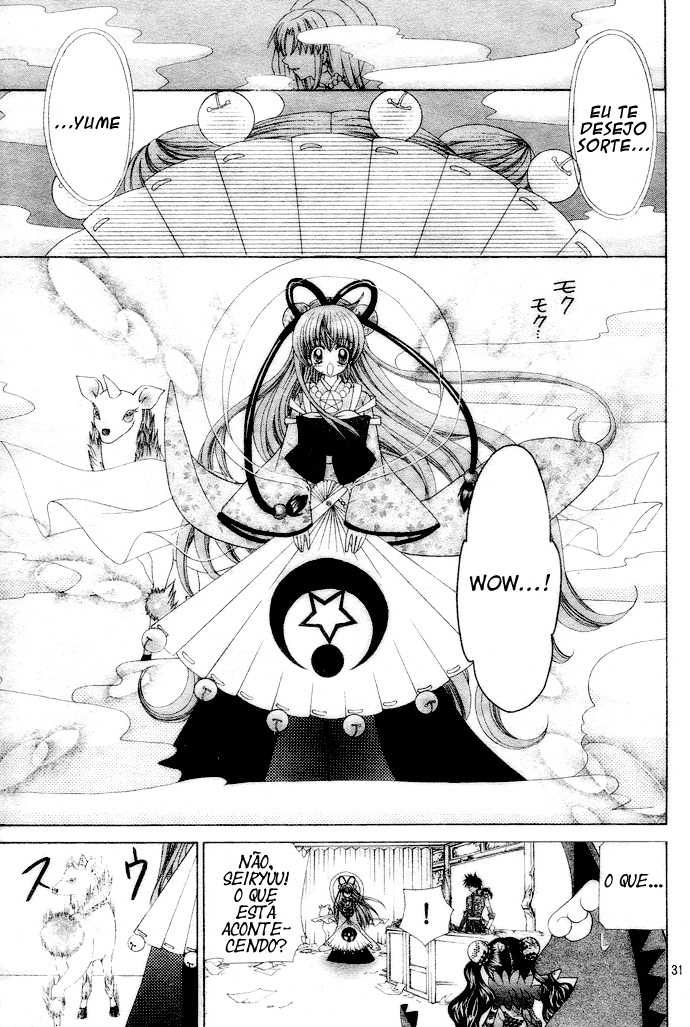 EU TE
DESEJO
SORTE...
...YUME
モク
モク...
WOW...!
O QUE...
!
NÃO,
SEIRYUU!
O QUE
ESTÁ
ACONTE-
CENDO?
スゥ
31